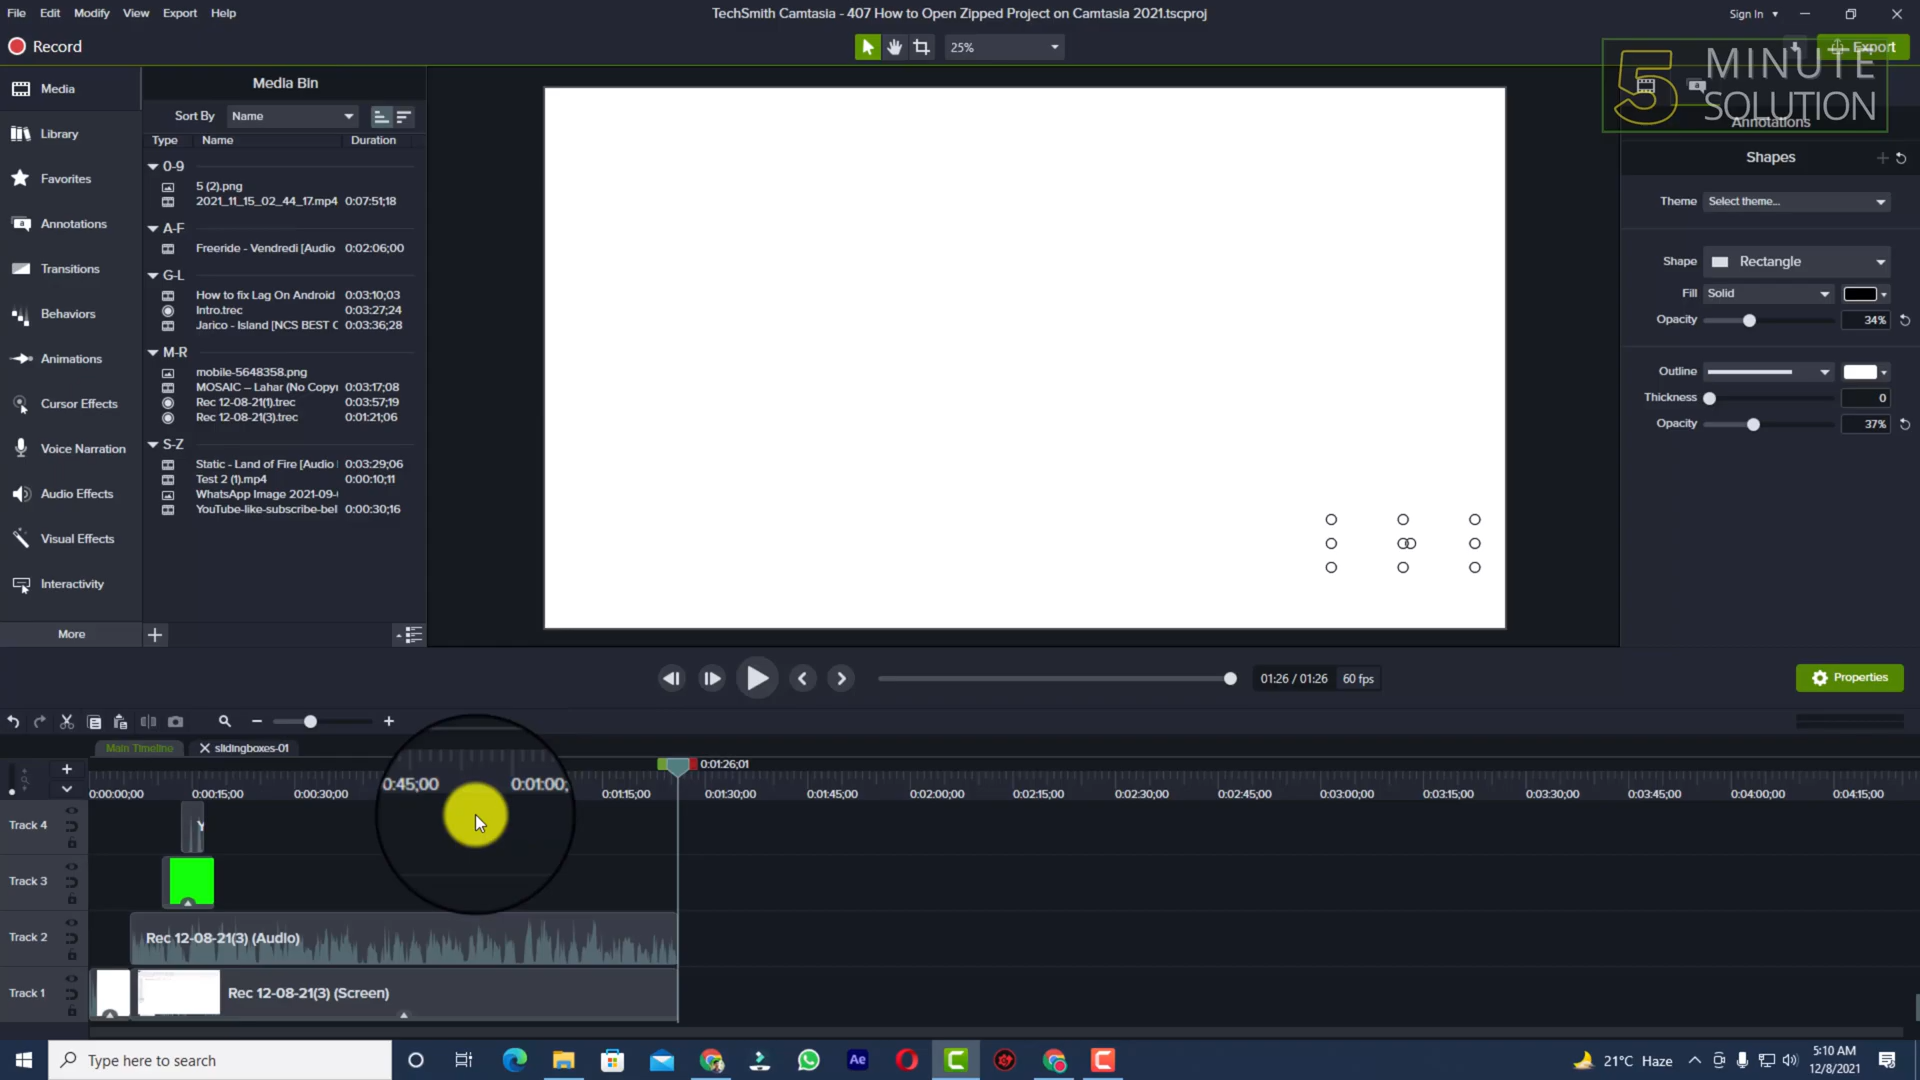 File Edit Modify View Export Help
TechSmith Camtasia - 407 How to Open Zipped Project on Camtasia 2021.tscproj
Sign In
Record
25%
Export
5 MINUTE SOLUTION
Media
Library
Favorites
Annotations
Transitions
Behaviors
Animations
Cursor Effects
Voice Narration
Audio Effects
Visual Effects
Interactivity
More
Media Bin
Sort By Name
Type Name Duration
0-9
5 (2).png
2021_11_15_02_44_17.mp4 0:07:51;18
A-F
Freeride - Vendredi [Audio 0:02:06;00
G-L
How to fix Lag On Android 0:03:10;03
Intro.trec 0:03:27;24
Jarico - Island [NCS BEST C 0:03:36;28
M-R
mobile-5648358.png
MOSAIC – Lahar (No Copyr 0:03:17;08
Rec 12-08-21(1).trec 0:03:57;19
Rec 12-08-21(3).trec 0:01:21;06
S-Z
Static - Land of Fire [Audio 0:03:29;06
Test 2 (1).mp4 0:00:10;11
WhatsApp Image 2021-09-
YouTube-like-subscribe-bel 0:00:30;16
Annotations
Shapes
Theme Select theme...
Shape Rectangle
Fill Solid
Opacity 34%
Outline
Thickness 0
Opacity 37%
01:26 / 01:26 60 fps
Properties
Main Timeline slidingboxes-01
0:01:26;01
0:00:00;00 0:00:15;00 0:00:30;00 0:45;00 0:01:00; 0:01:15;00 0:01:30;00 0:01:45;00 0:02:00;00 0:02:15;00 0:02:30;00 0:02:45;00 0:03:00;00 0:03:15;00 0:03:30;00 0:03:45;00 0:04:00;00 0:04:15;00
Track 4 Y
Track 3
Track 2 Rec 12-08-21(3) (Audio)
Track 1 Rec 12-08-21(3) (Screen)
Type here to search
Ae
21°C Haze
5:10 AM
12/8/2021